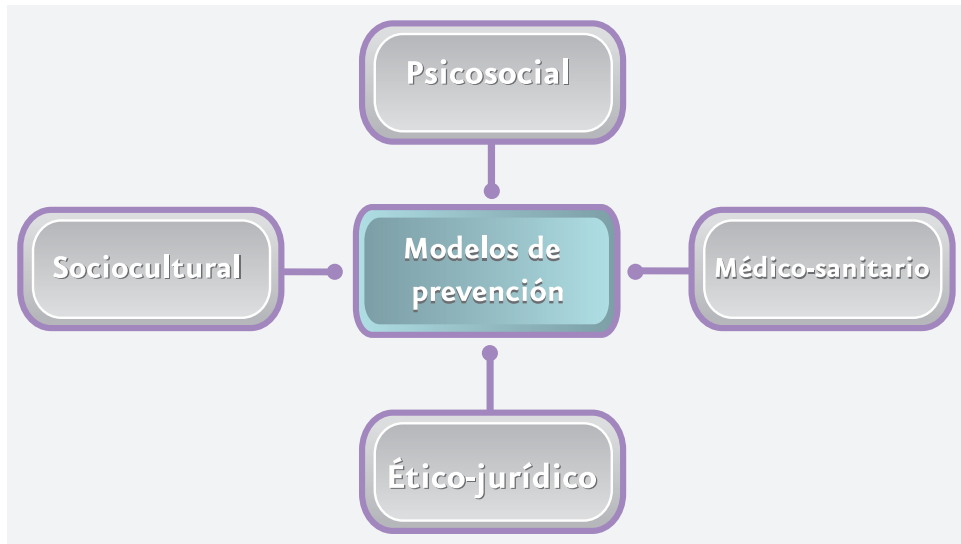 Psicosocial
Sociocultural
Modelos de
prevención
Médico-sanitario
Ético-jurídico